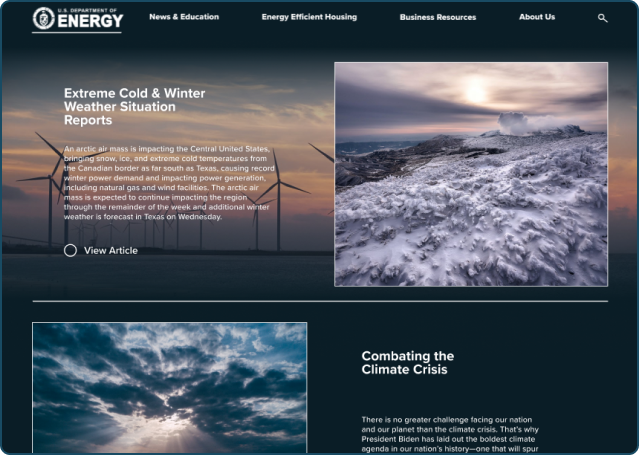 U.S. DEPARTMENT OF
ENERGY
News & Education
Energy Efficient Housing
Business Resources
About Us
Extreme Cold & Winter
Weather Situation
Reports
An arctic air mass is impacting the Central United States,
bringing snow, ice, and extreme cold temperatures from
the Canadian border as far south as Texas, causing record
winter power demand and impacting power generation,
including natural gas and wind facilities. The arctic air
mass is expected to continue impacting the region
through the remainder of the week and additional winter
weather is forecast in Texas on Wednesday.
View Article
Combating the
Climate Crisis
There is no greater challenge facing our nation
and our planet than the climate crisis. That's why
President Biden has laid out the boldest climate
agenda in our nation's history—one that will spur